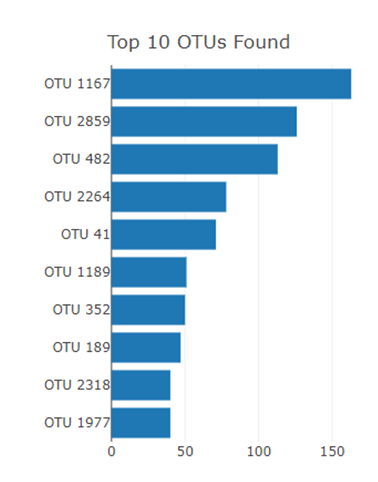 Top 10 OTUs Found
OTU 1167
OTU 2859
OTU 482
OTU 2264
OTU 41
OTU 1189
OTU 352
OTU 189
OTU 2318
OTU 1977
0 50 100 150